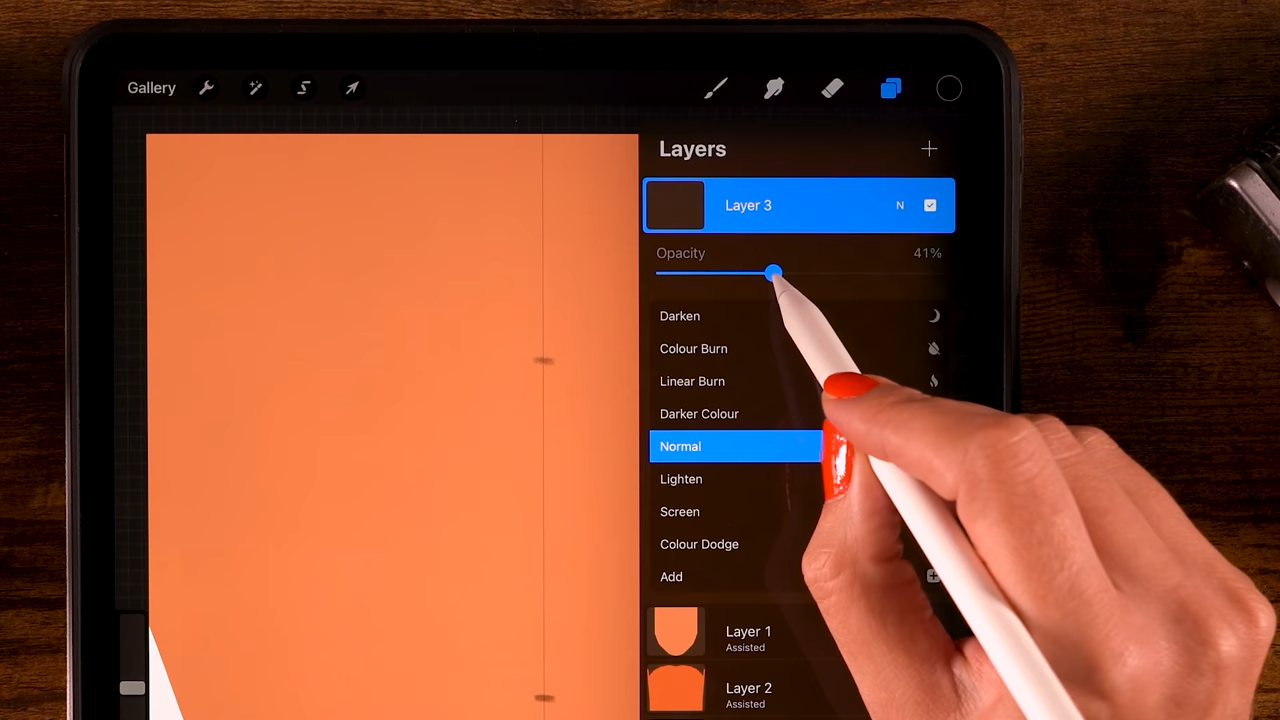 Gallery
Layers
Layer 3
N
Opacity
41%
Darken
Colour Burn
Linear Burn
Darker Colour
Normal
Lighten
Screen
Colour Dodge
Add
Layer 1
Assisted
Layer 2
Assisted